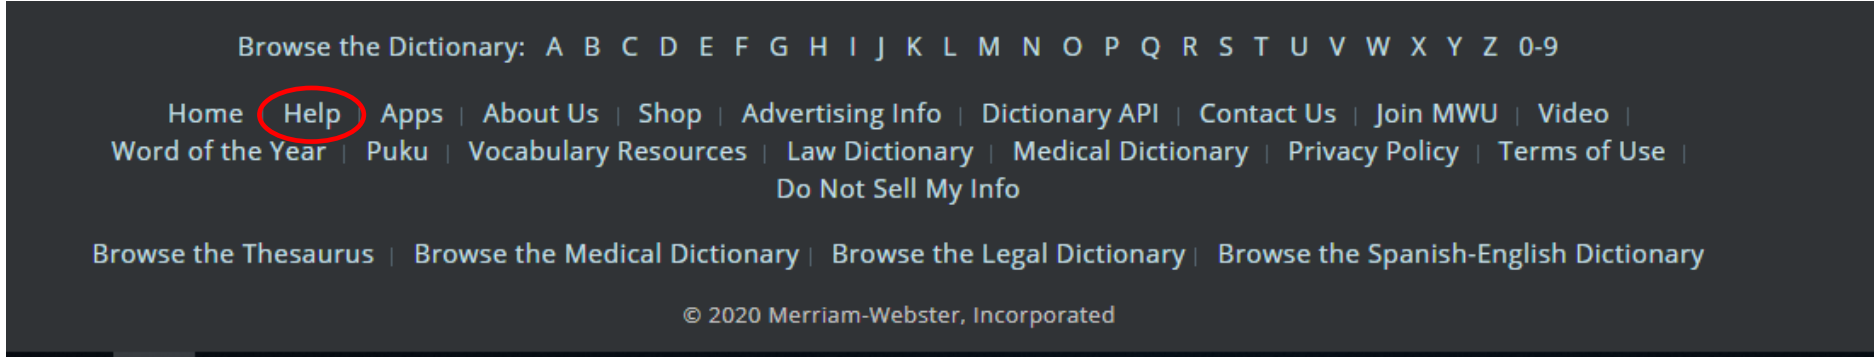 Browse the Dictionary: A B C D E F G H I J K L M N O P Q R S T U V W X Y Z 0-9
Home | Help | Apps | About Us | Shop | Advertising Info | Dictionary API | Contact Us | Join MWU | Video |
Word of the Year | Puku | Vocabulary Resources | Law Dictionary | Medical Dictionary | Privacy Policy | Terms of Use |
Do Not Sell My Info
Browse the Thesaurus | Browse the Medical Dictionary | Browse the Legal Dictionary | Browse the Spanish-English Dictionary
© 2020 Merriam-Webster, Incorporated